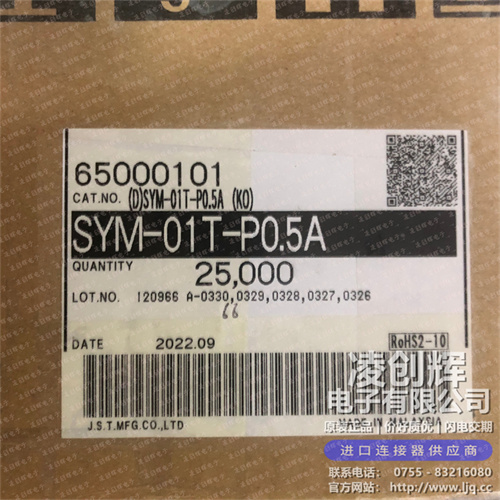 65000101
CAT.NO. (D)SYM-01T-P0.5A (KO)
SYM-01T-P0.5A
QUANTITY 25,000
LOT.NO. 120966 A-0330,0329,0328,0327,0326
66
DATE 2022.09
RoHS2-10
J.S.T.MFG.CO.,LTD
凌创辉
电子有限公司
原装正品 | 价好质优 | 闪电交期
进口连接器供应商
联系电话: 0755 - 83216080
官方网站: http://www.ljg.cc